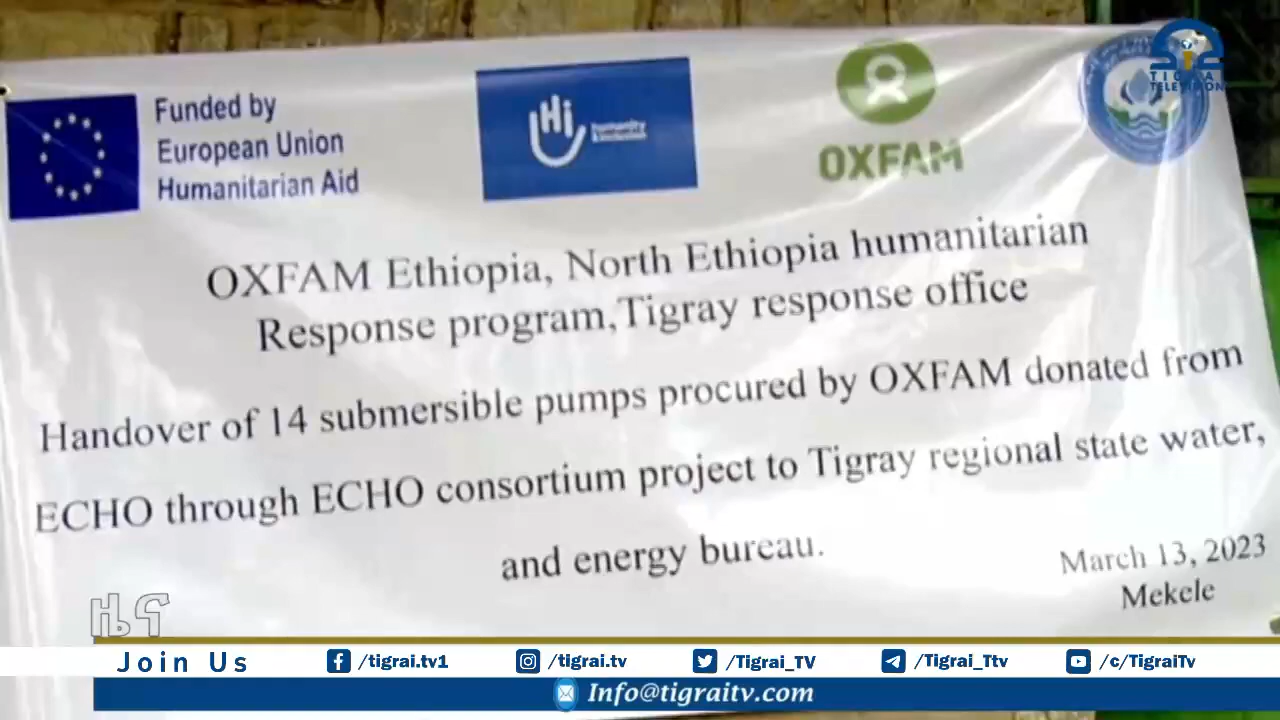 Funded by
European Union
Humanitarian Aid
Hi
OXFAM
TIGRAI
TELEVISION
OXFAM Ethiopia, North Ethiopia humanitarian
Response program,Tigray response office
Handover of 14 submersible pumps procured by OXFAM donated from
ECHO through ECHO consortium project to Tigray regional state water,
and energy bureau.
March 13, 2023
Mekele
ዜና
Join Us
/tigrai.tv1
/tigrai.tv
/Tigrai_TV
/Tigrai_Ttv
/c/TigraiTv
Info@tigraitv.com